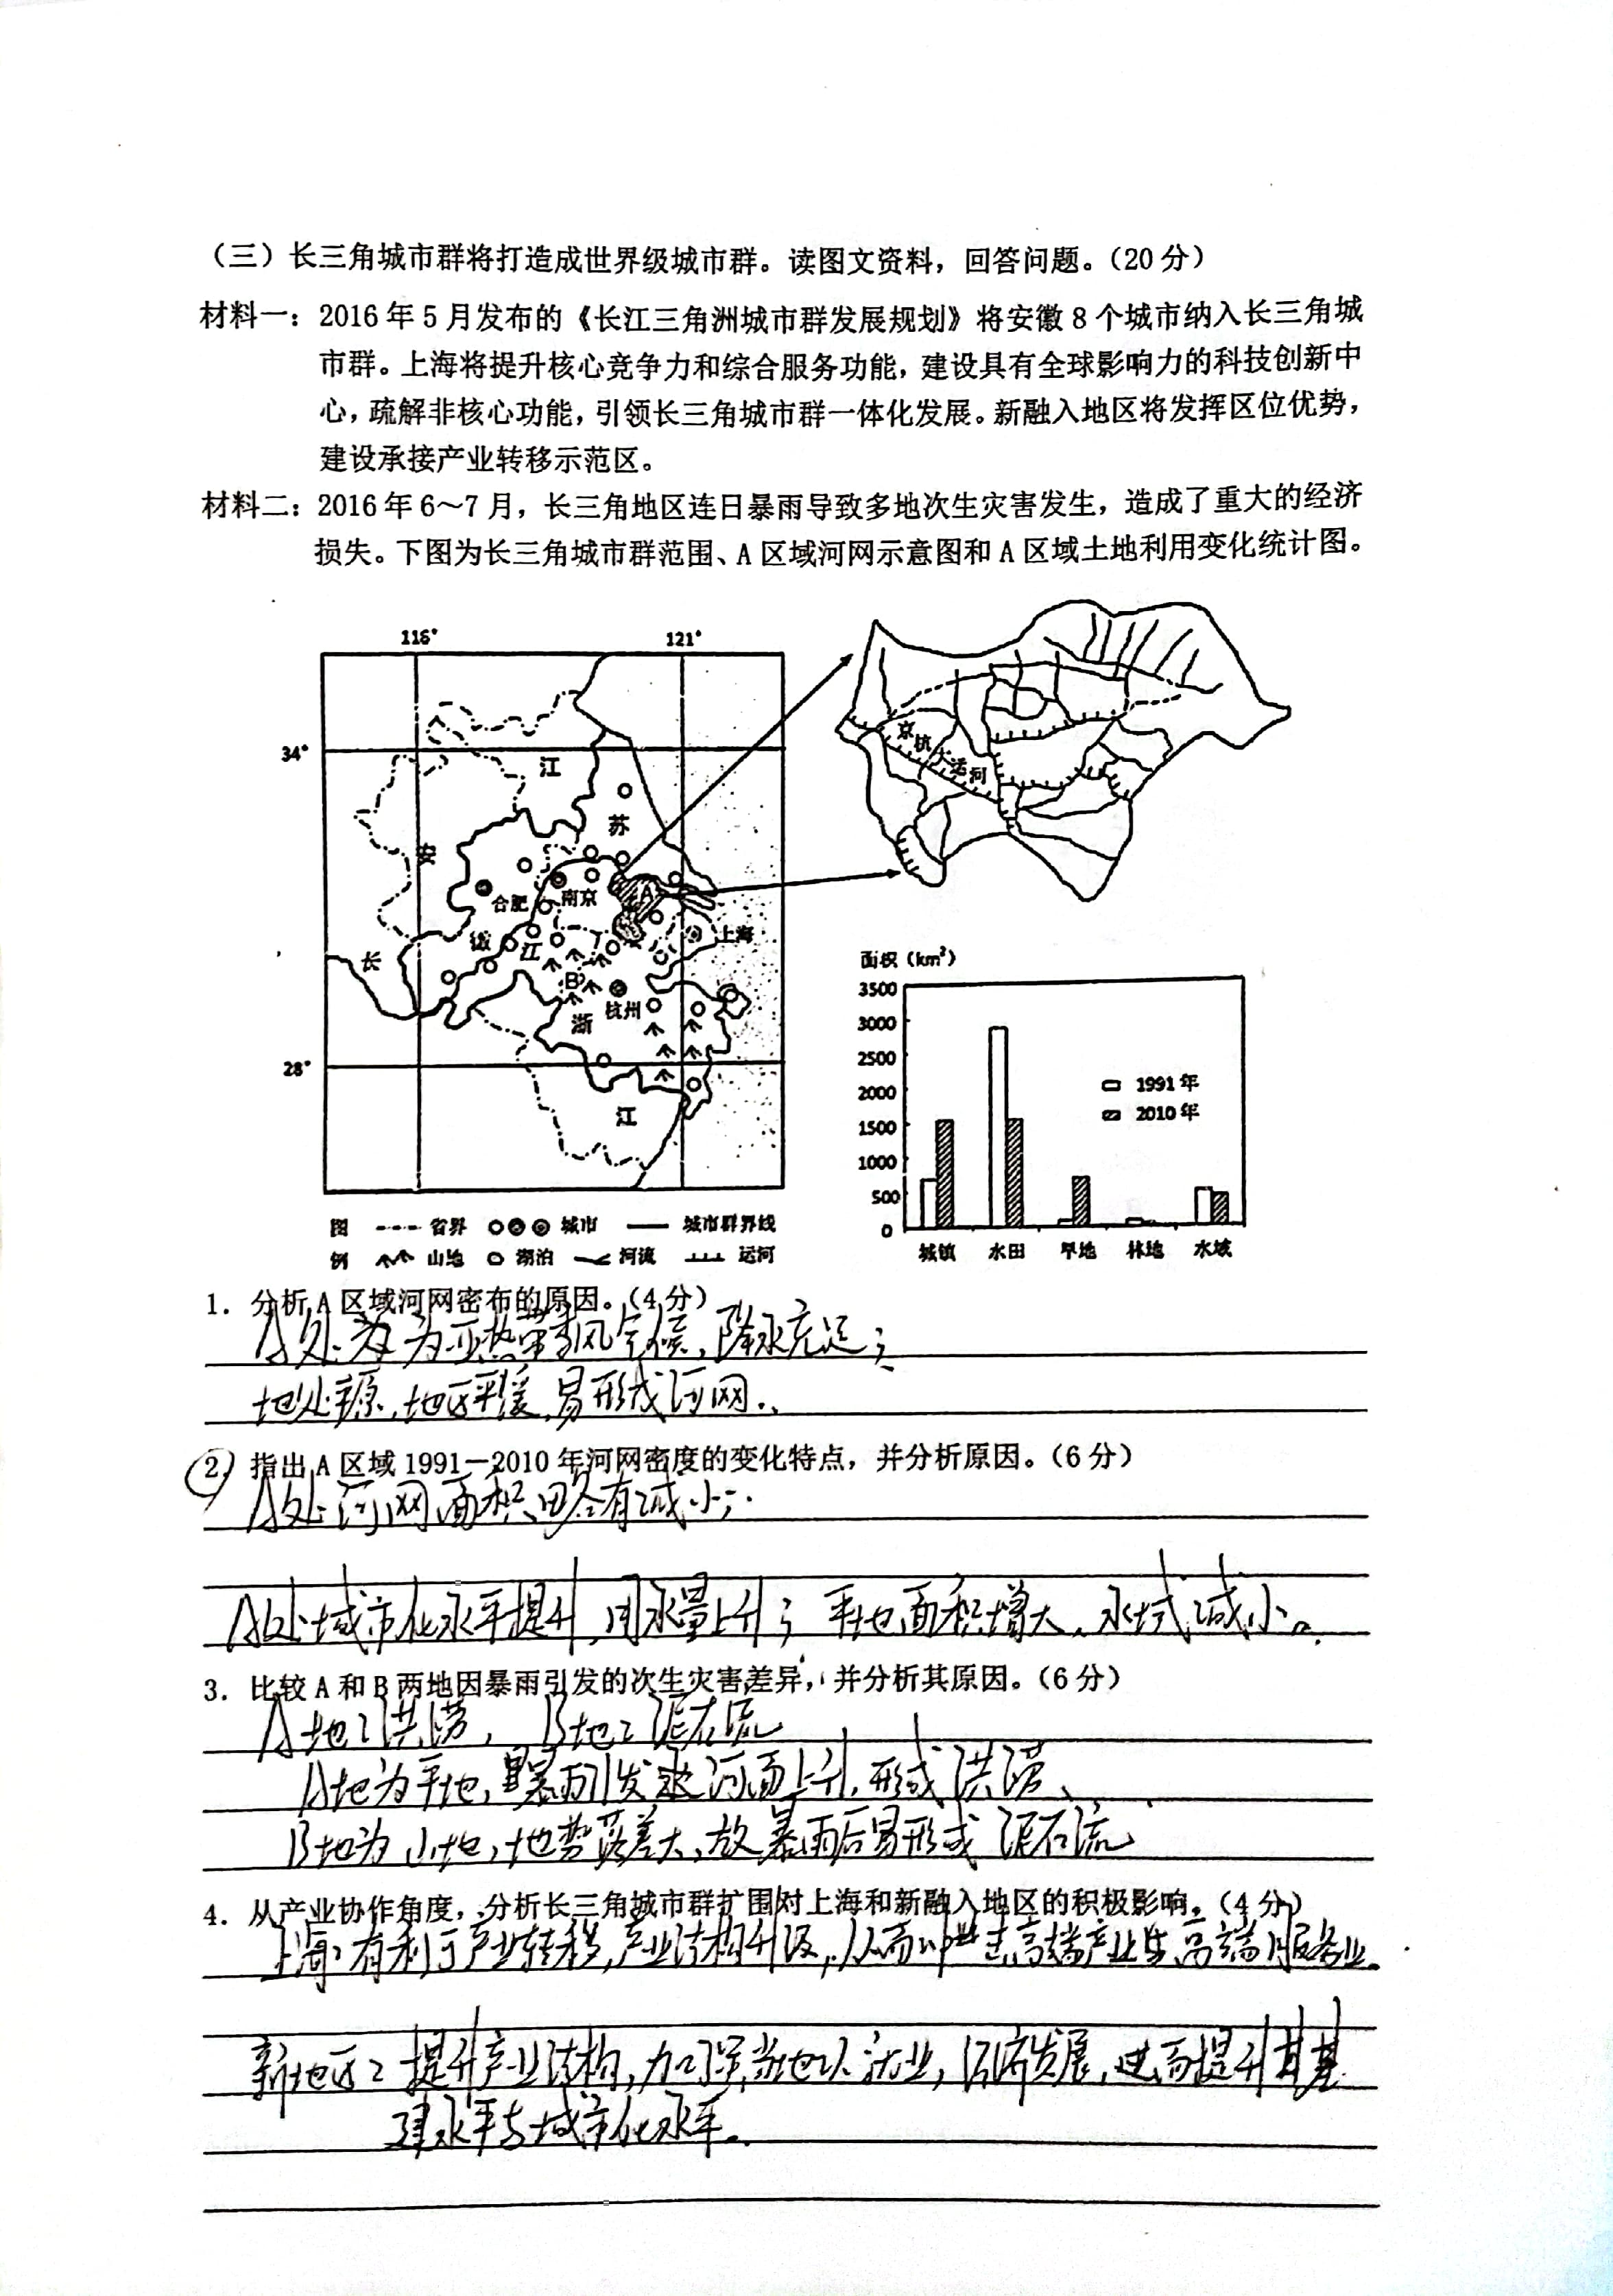 （三）长三角城市群将打造成世界级城市群。读图文资料，回答问题。（20分）
材料一：2016年5月发布的《长江三角洲城市群发展规划》将安徽8个城市纳入长三角城
市群。上海将提升核心竞争力和综合服务功能，建设具有全球影响力的科技创新中
心，疏解非核心功能，引领长三角城市群一体化发展。新融入地区将发挥区位优势，
建设承接产业转移示范区。
材料二：2016年6～7月，长三角地区连日暴雨导致多地次生灾害发生，造成了重大的经济
损失。下图为长三角城市群范围、A区域河网示意图和A区域土地利用变化统计图。
116° 121°
34°
28°
江
苏
安
合肥
南京
A
徽
江
上海
长
B
杭州
浙
江
京杭大运河
面积（km²）
3500
3000
2500
2000
1500
1000
500
0
1991年
2010年
城镇 水田 旱地 林地 水域
图 省界 城市 城市群界线
例 山地 湖泊 河流 运河
1．分析A区域河网密布的原因。（4分）
A处为亚热带季风气候，降水充足；
地处平原，地区平缓，易形成河网。
2．指出A区域1991—2010年河网密度的变化特点，并分析原因。（6分）
A处河网面积略有减小；
A处城市化水平提升，用水量上升；平地面积增大，水域减小。
3．比较A和B两地因暴雨引发的次生灾害差异，并分析其原因。（6分）
A地：洪涝，B地：泥石流
A地为平地，暴雨引发河面上升，形成洪涝、
B地为山地，地势落差大，故暴雨后易形成泥石流
4．从产业协作角度，分析长三角城市群扩围对上海和新融入地区的积极影响。（4分）
上海：有利于产业转移，产业结构升级，从而促进高端产业与高端服务业。
新地区：提升产业结构，加强当地以就业，经济发展，进而提升其基
建水平与城市化水平。